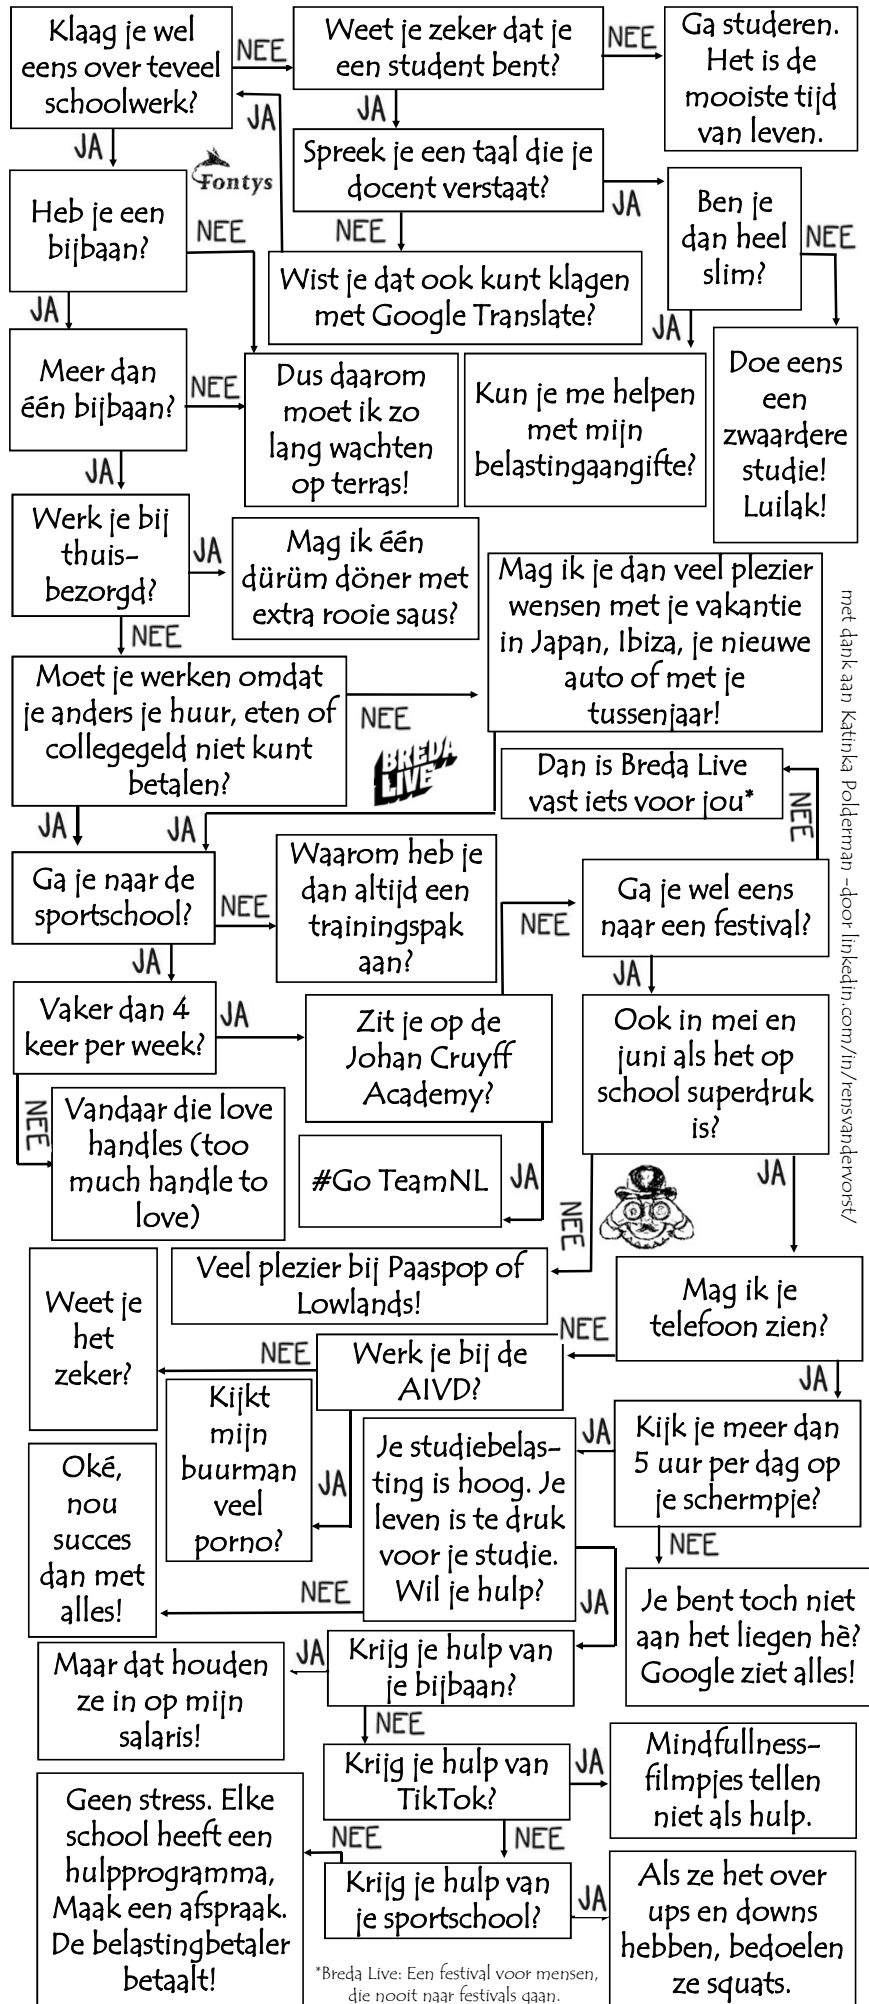 Klaag je wel
eens over teveel
schoolwerk?
NEE
Weet je zeker dat je
een student bent?
NEE
Ga studeren.
Het is de
mooiste tijd
van leven.
JA
JA
JA
Fontys
Spreek je een taal die je
docent verstaat?
JA
NEE
Ben je
dan heel
slim?
NEE
Heb je een
bijbaan?
NEE
Wist je dat ook kunt klagen
met Google Translate?
JA
JA
Meer dan
één bijbaan?
NEE
Dus daarom
moet ik zo
lang wachten
op terras!
Kun je me helpen
met mijn
belastingaangifte?
Doe eens
een
zwaardere
studie!
Luilak!
JA
Werk je bij
thuis-
bezorgd?
JA
Mag ik één
dürüm döner met
extra rooie saus?
NEE
Mag ik je dan veel plezier
wensen met je vakantie
in Japan, Ibiza, je nieuwe
auto of met je
tussenjaar!
met dank aan Katinka Polderman -door linkedin.com/in/rensvandervorst/
Moet je werken omdat
je anders je huur, eten of
collegegeld niet kunt
betalen?
NEE
BREDA
LIVE
Dan is Breda Live
vast iets voor jou*
NEE
JA
JA
Ga je naar de
sportschool?
NEE
Waarom heb je
dan altijd een
trainingspak
aan?
NEE
Ga je wel eens
naar een festival?
JA
JA
Vaker dan 4
keer per week?
JA
Zit je op de
Johan Cruyff
Academy?
Ook in mei en
juni als het op
school superdruk
is?
NEE
Vandaar die love
handles (too
much handle to
love)
#Go TeamNL
JA
NEE
JA
Veel plezier bij Paaspop of
Lowlands!
Mag ik je
telefoon zien?
Weet je
het
zeker?
NEE
Werk je bij de
AIVD?
NEE
JA
Kijkt
mijn
buurman
veel
porno?
JA
Je studiebelas-
ting is hoog. Je
leven is te druk
voor je studie.
Wil je hulp?
JA
Kijk je meer dan
5 uur per dag op
je schermpje?
NEE
Oké,
nou
succes
dan met
alles!
NEE
JA
Je bent toch niet
aan het liegen hè?
Google ziet alles!
Krijg je hulp van
je bijbaan?
JA
Maar dat houden
ze in op mijn
salaris!
NEE
Krijg je hulp van
TikTok?
JA
Mindfullness-
filmpjes tellen
niet als hulp.
NEE
NEE
Geen stress. Elke
school heeft een
hulpprogramma,
Maak een afspraak.
De belastingbetaler
betaalt!
Krijg je hulp van
je sportschool?
JA
Als ze het over
ups en downs
hebben, bedoelen
ze squats.
*Breda Live: Een festival voor mensen,
die nooit naar festivals gaan.